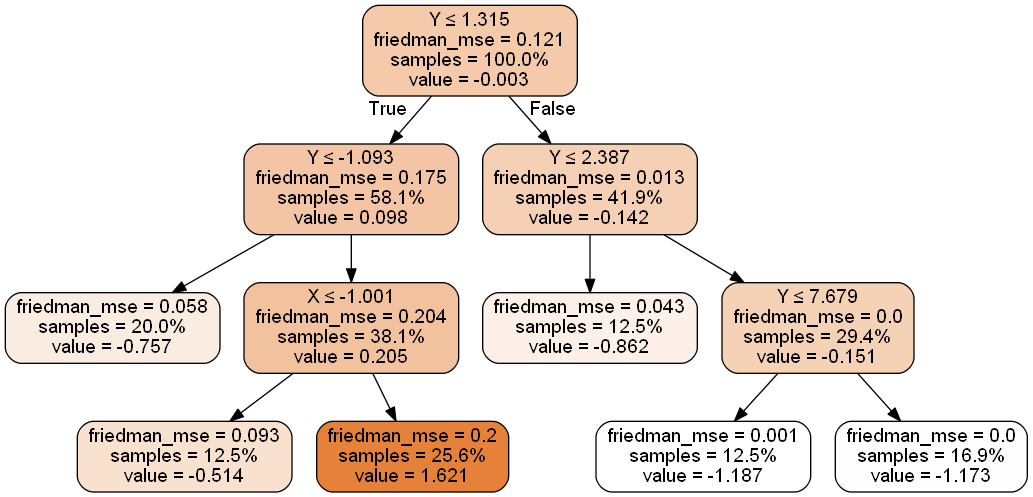 Y ≤ 1.315
friedman_mse = 0.121
samples = 100.0%
value = -0.003
True
False
Y ≤ -1.093
friedman_mse = 0.175
samples = 58.1%
value = 0.098
Y ≤ 2.387
friedman_mse = 0.013
samples = 41.9%
value = -0.142
friedman_mse = 0.058
samples = 20.0%
value = -0.757
X ≤ -1.001
friedman_mse = 0.204
samples = 38.1%
value = 0.205
friedman_mse = 0.043
samples = 12.5%
value = -0.862
Y ≤ 7.679
friedman_mse = 0.0
samples = 29.4%
value = -0.151
friedman_mse = 0.093
samples = 12.5%
value = -0.514
friedman_mse = 0.2
samples = 25.6%
value = 1.621
friedman_mse = 0.001
samples = 12.5%
value = -1.187
friedman_mse = 0.0
samples = 16.9%
value = -1.173